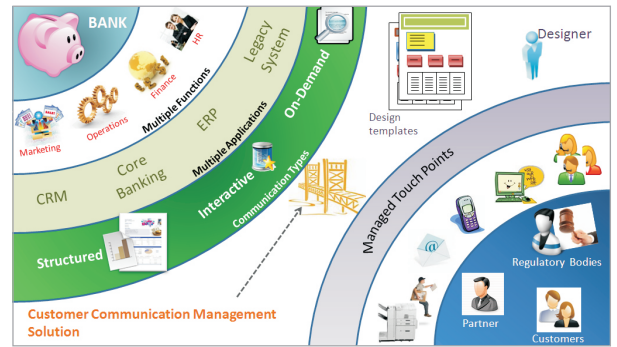 BANK
HR
Finance
Operations
Marketing
Multiple Functions
Legacy
System
ERP
Core
Banking
CRM
Multiple Applications
On-Demand
Interactive
Structured
Communication Types
Customer Communication Management
Solution
Design
templates
Designer
Managed Touch Points
@
Regulatory Bodies
Partner
Customers